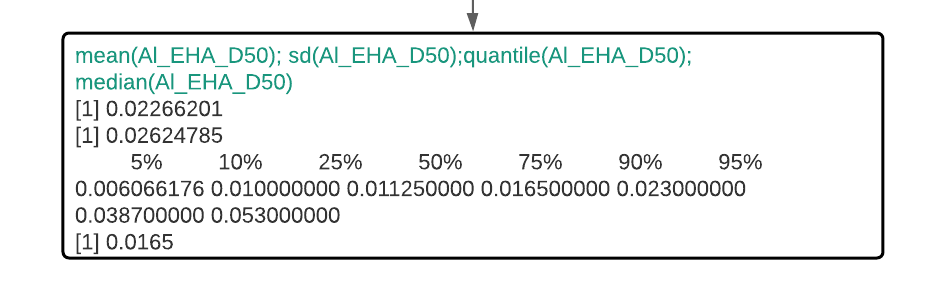 mean(Al_EHA_D50); sd(Al_EHA_D50);quantile(Al_EHA_D50);
median(Al_EHA_D50)
[1] 0.02266201
[1] 0.02624785
5% 10% 25% 50% 75% 90% 95%
0.006066176 0.010000000 0.011250000 0.016500000 0.023000000
0.038700000 0.053000000
[1] 0.0165